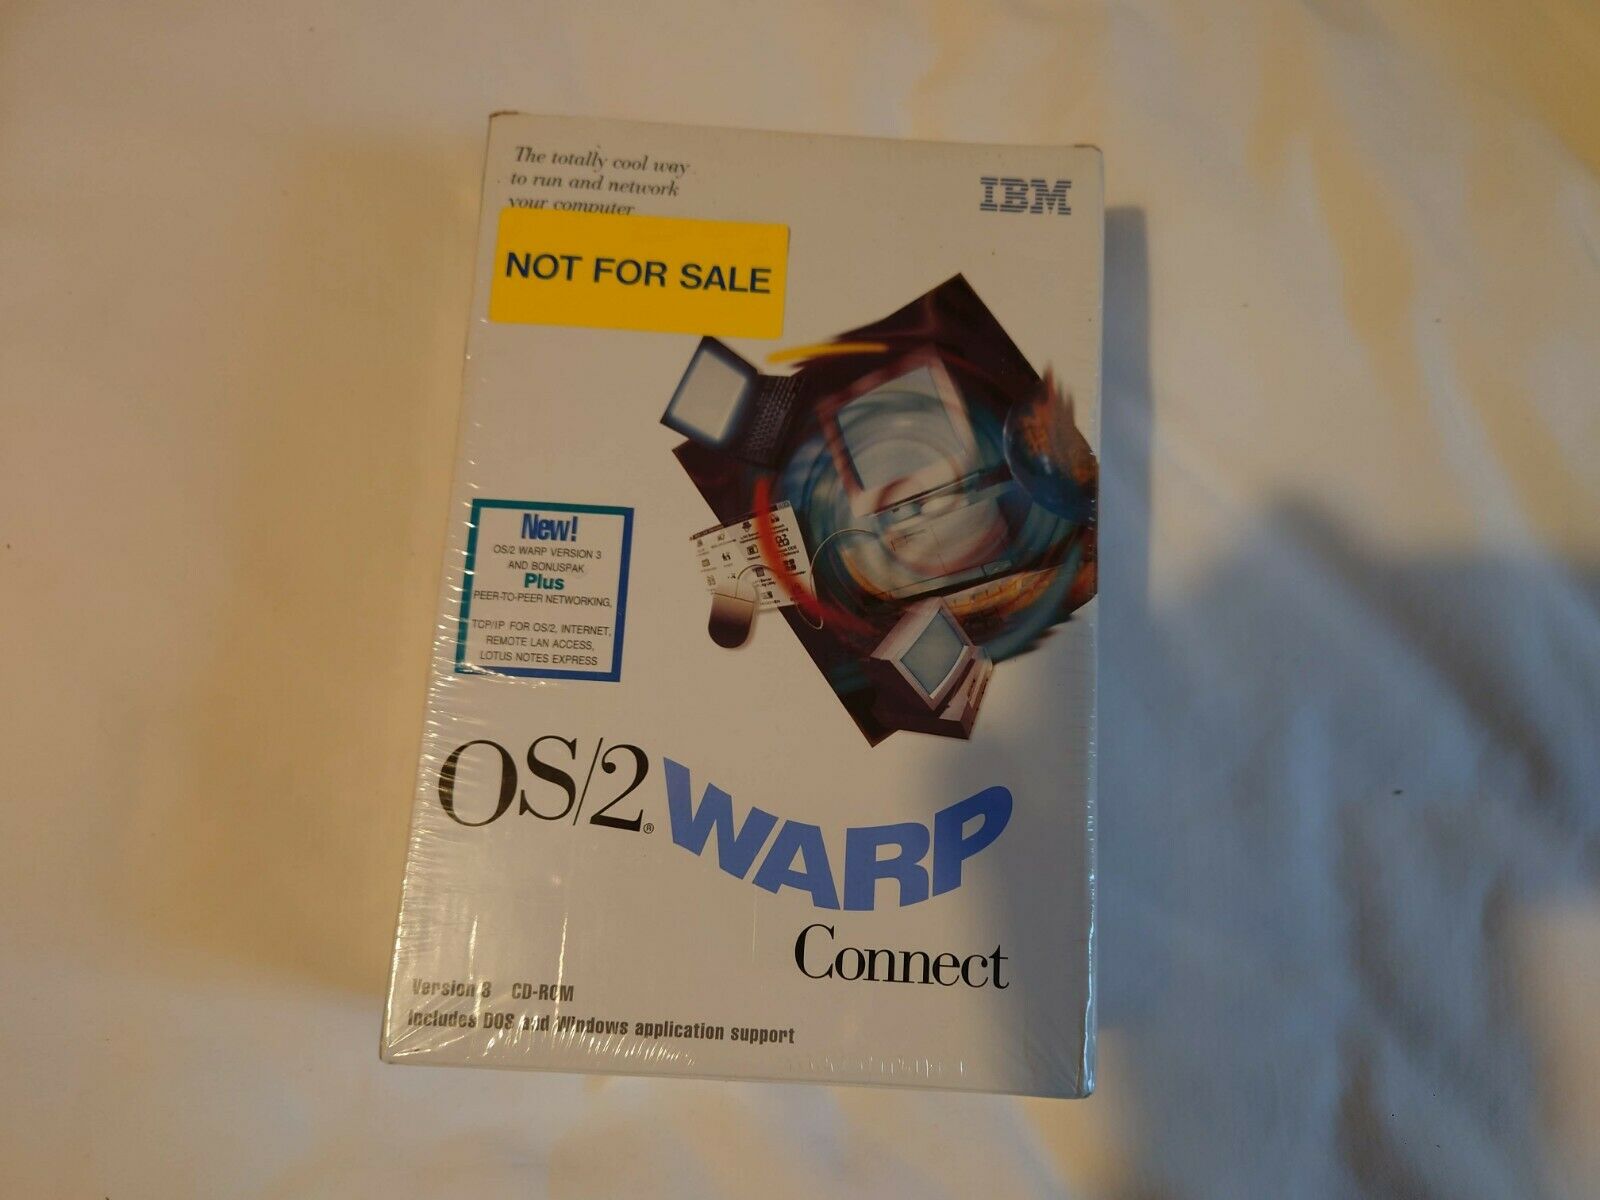 The totally cool way
to run and network
your computer
IBM
NOT FOR SALE
New!
OS/2 WARP VERSION 3
AND BONUSPAK
Plus
PEER-TO-PEER NETWORKING,
TCP/IP FOR OS/2, INTERNET,
REMOTE LAN ACCESS,
LOTUS NOTES EXPRESS
OS/2® WARP
Connect
Version 3 CD-ROM
Includes DOS and Windows application support